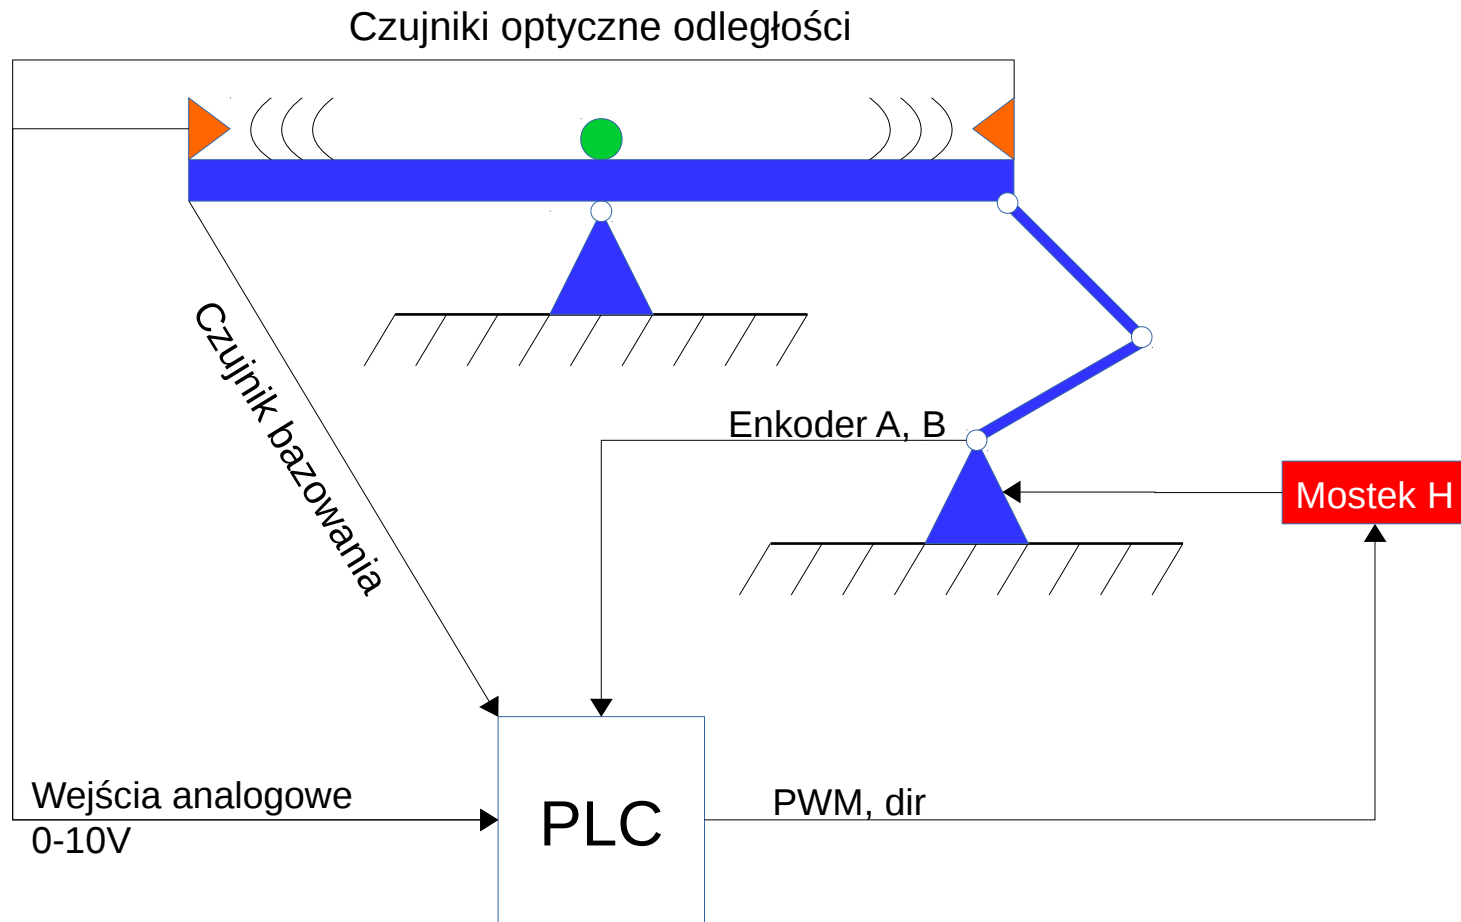 Czujniki optyczne odległości
Czujnik bazowania
Enkoder A, B
Mostek H
Wejścia analogowe
0-10V
PLC
PWM, dir